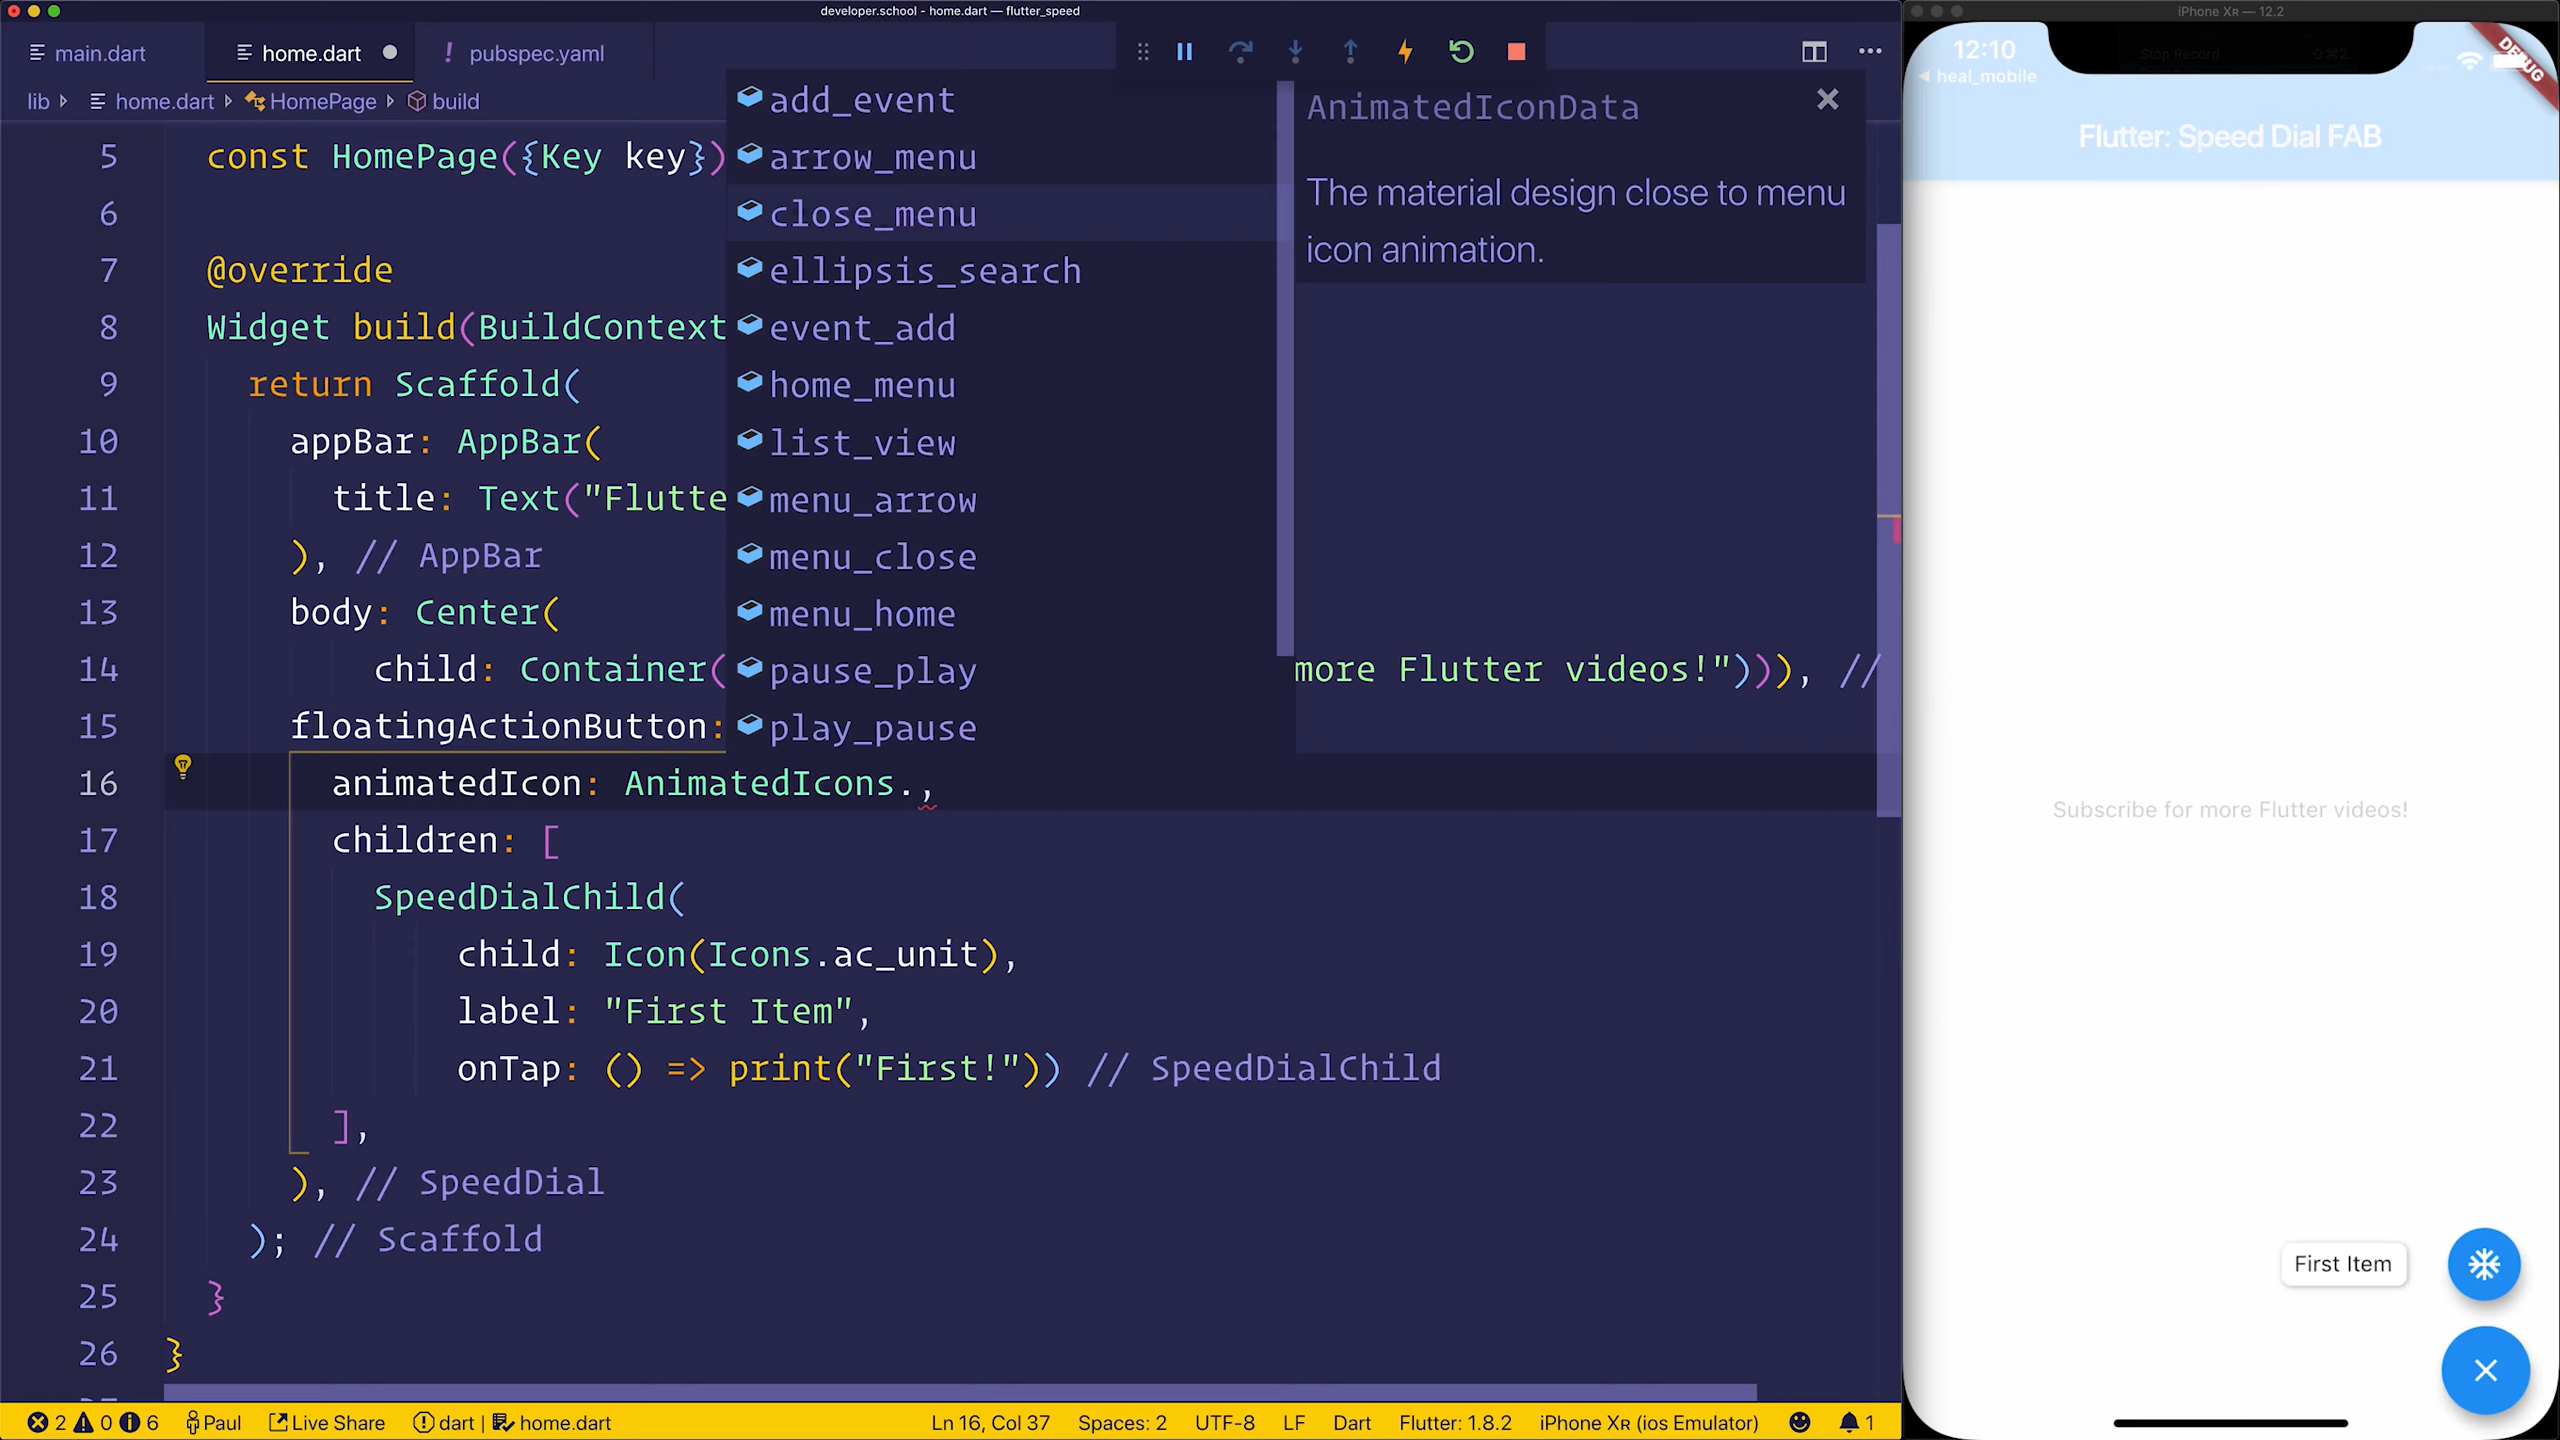 developer.school - home.dart — flutter_speed
main.dart
home.dart
! pubspec.yaml
lib
home.dart
HomePage
build
5 const HomePage({Key key})
6
7 @override
8 Widget build(BuildContext
9 return Scaffold(
10 appBar: AppBar(
11 title: Text("Flutte
12 ), // AppBar
13 body: Center(
14 child: Container( more Flutter videos!"))), //
15 floatingActionButton:
16 animatedIcon: AnimatedIcons.,
17 children: [
18 SpeedDialChild(
19 child: Icon(Icons.ac_unit),
20 label: "First Item",
21 onTap: () => print("First!")) // SpeedDialChild
22 ],
23 ), // SpeedDial
24 ); // Scaffold
25 }
26 }
add_event
arrow_menu
close_menu
ellipsis_search
event_add
home_menu
list_view
menu_arrow
menu_close
menu_home
pause_play
play_pause
AnimatedIconData
The material design close to menu
icon animation.
2 0 6 Paul Live Share dart | home.dart Ln 16, Col 37 Spaces: 2 UTF-8 LF Dart Flutter: 1.8.2 iPhone XR (ios Emulator) 1
iPhone XR — 12.2
12:10
heal_mobile
Stop Record ⇧⌘2
DEBUG
Flutter: Speed Dial FAB
Subscribe for more Flutter videos!
First Item